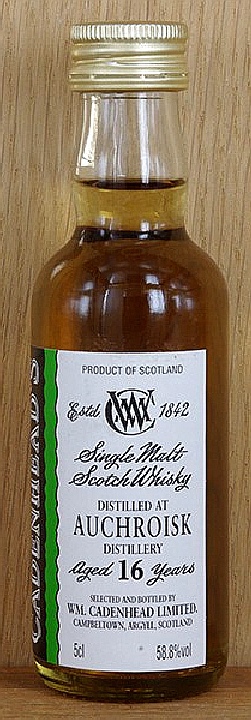 PRODUCT OF SCOTLAND
Estd WC 1842
Single Malt
Scotch Whisky
DISTILLED AT
AUCHROISK
DISTILLERY
Aged 16 Years
SELECTED AND BOTTLED BY
WM. CADENHEAD LIMITED.
CAMPBELTOWN, ARGYLL, SCOTLAND
5cl 58.8%vol
CADENHEAD'S